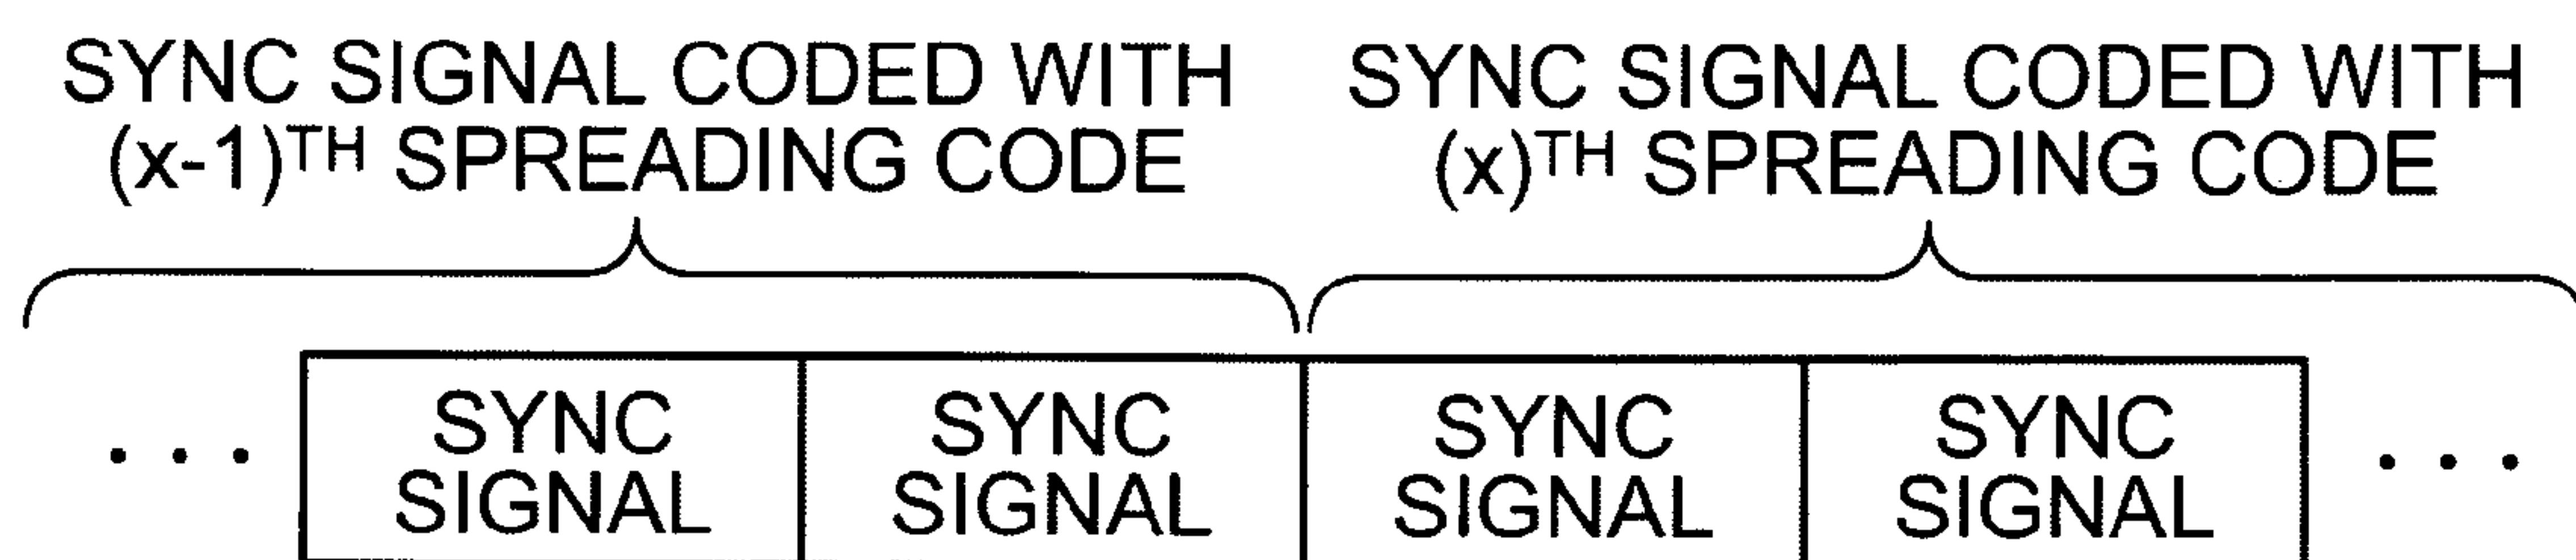 SYNC SIGNAL CODED WITH
(x-1)TH SPREADING CODE
SYNC SIGNAL CODED WITH
(x)TH SPREADING CODE
. . .
SYNC
SIGNAL
SYNC
SIGNAL
SYNC
SIGNAL
SYNC
SIGNAL
. . .